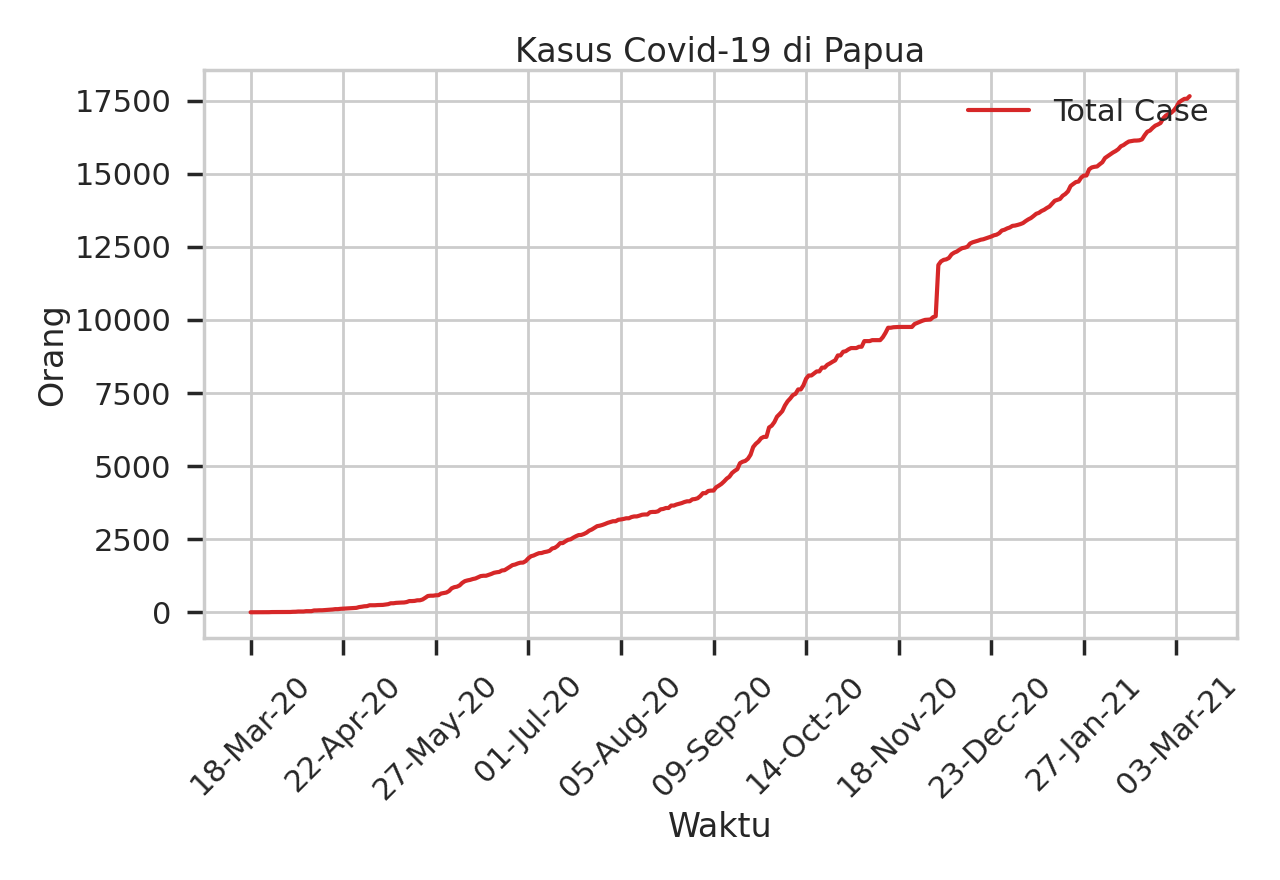 Kasus Covid-19 di Papua
Total Case
17500
15000
12500
10000
7500
5000
2500
0
Orang
18-Mar-20
22-Apr-20
27-May-20
01-Jul-20
05-Aug-20
09-Sep-20
14-Oct-20
18-Nov-20
23-Dec-20
27-Jan-21
03-Mar-21
Waktu